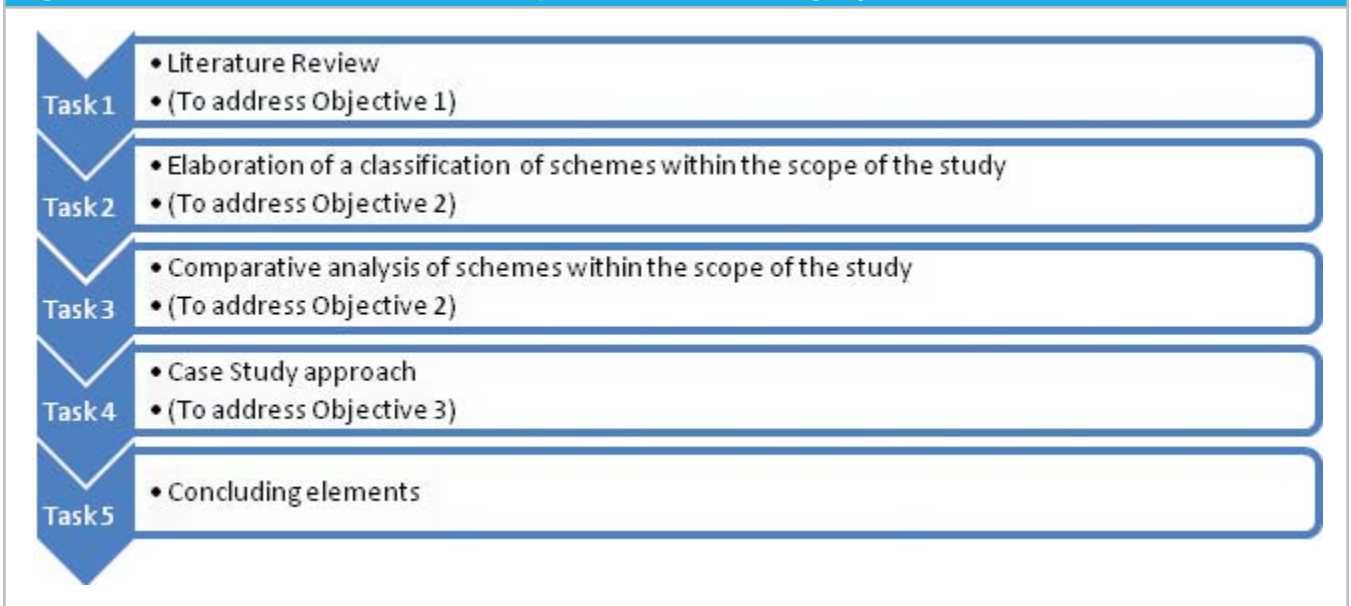 Task 1
• Literature Review
• (To address Objective 1)
Task 2
• Elaboration of a classification of schemes within the scope of the study
• (To address Objective 2)
Task 3
• Comparative analysis of schemes within the scope of the study
• (To address Objective 2)
Task 4
• Case Study approach
• (To address Objective 3)
Task 5
• Concluding elements